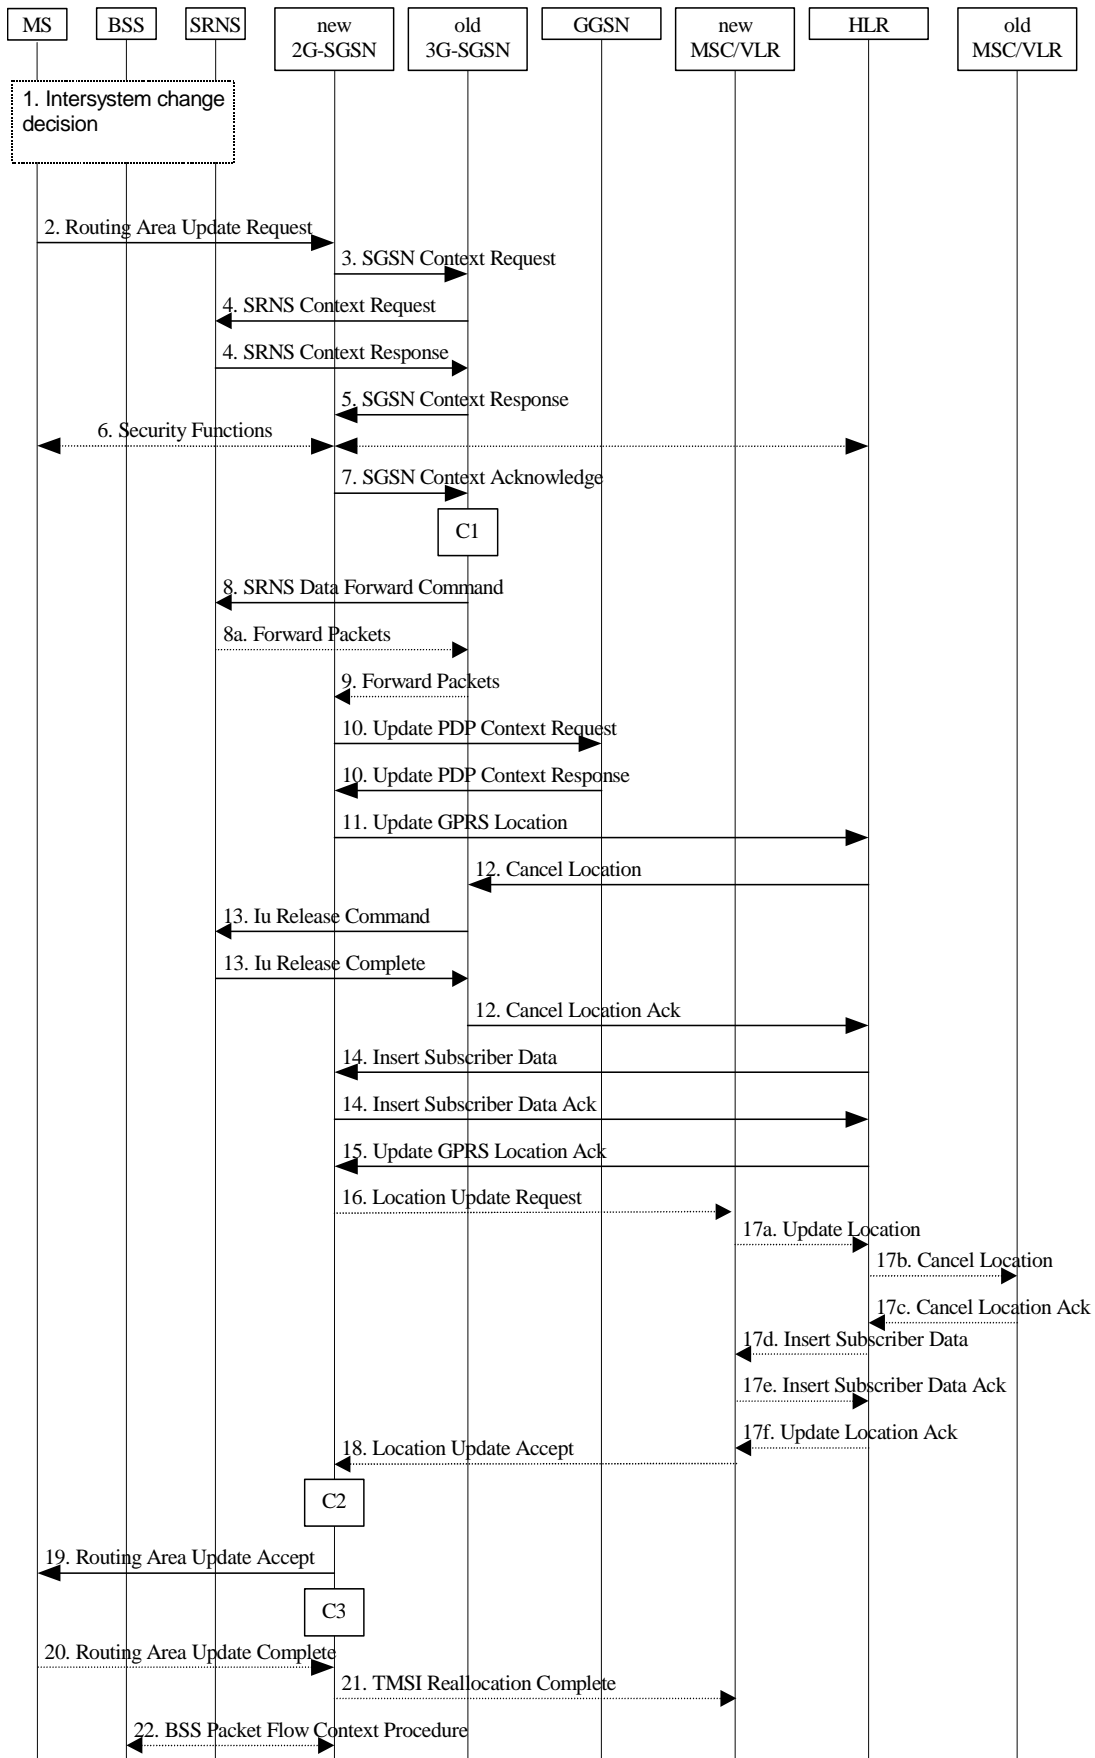 MS BSS SRNS new old GGSN new HLR old
2G-SGSN 3G-SGSN MSC/VLR MSC/VLR
1. Intersystem change
decision
2. Routing Area Update Request
3. SGSN Context Request
4. SRNS Context Request
4. SRNS Context Response
5. SGSN Context Response
6. Security Functions
7. SGSN Context Acknowledge
C1
8. SRNS Data Forward Command
8a. Forward Packets
9. Forward Packets
10. Update PDP Context Request
10. Update PDP Context Response
11. Update GPRS Location
12. Cancel Location
13. Iu Release Command
13. Iu Release Complete
12. Cancel Location Ack
14. Insert Subscriber Data
14. Insert Subscriber Data Ack
15. Update GPRS Location Ack
16. Location Update Request
17a. Update Location
17b. Cancel Location
17c. Cancel Location Ack
17d. Insert Subscriber Data
17e. Insert Subscriber Data Ack
17f. Update Location Ack
18. Location Update Accept
C2
19. Routing Area Update Accept
C3
20. Routing Area Update Complete
21. TMSI Reallocation Complete
22. BSS Packet Flow Context Procedure